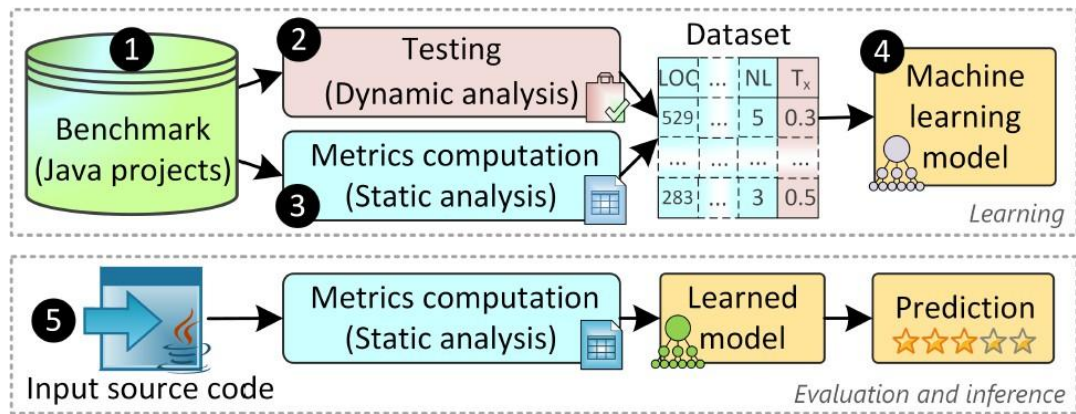 1
Benchmark
(Java projects)
2
Testing
(Dynamic analysis)
3
Metrics computation
(Static analysis)
Dataset
LOC ... NL Tx
529 ... 5 0.3
... ... ... ...
283 ... 3 0.5
4
Machine
learning
model
Learning
5
Input source code
Metrics computation
(Static analysis)
Learned
model
Prediction
Evaluation and inference